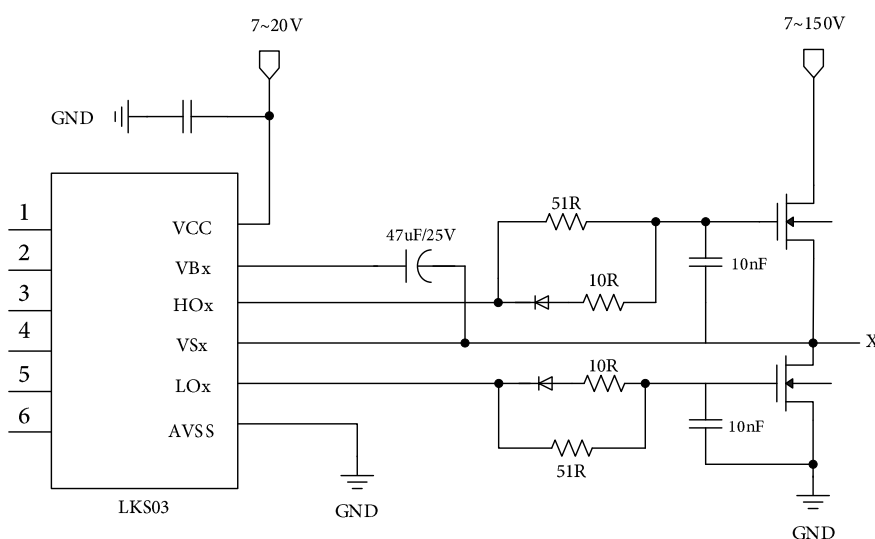 7~20V
7~150V
GND
1
2
3
4
5
6
VCC
VBx
HOx
VSx
LOx
AVSS
LKS03
47uF/25V
51R
10R
10nF
X
10R
51R
10nF
GND
GND